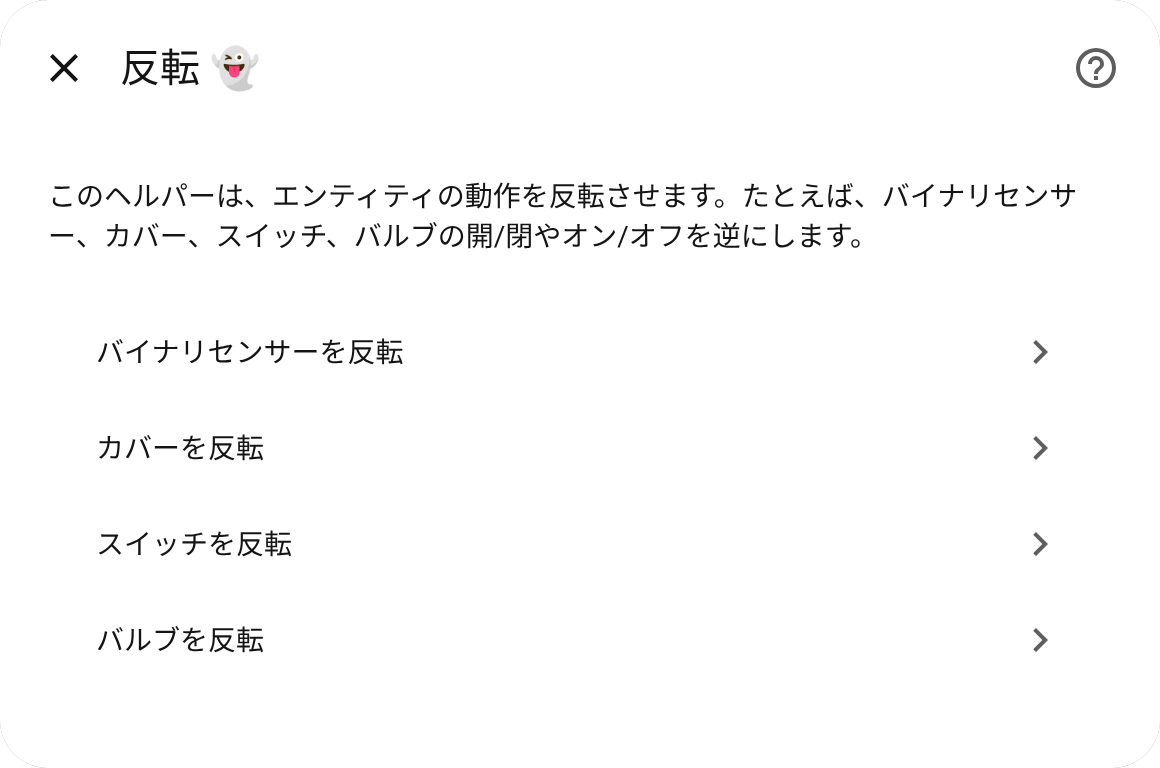 反転 👻
このヘルパーは、エンティティの動作を反転させます。たとえば、バイナリセンサ
ー、カバー、スイッチ、バルブの開/閉やオン/オフを逆にします。
バイナリセンサーを反転
カバーを反転
スイッチを反転
バルブを反転